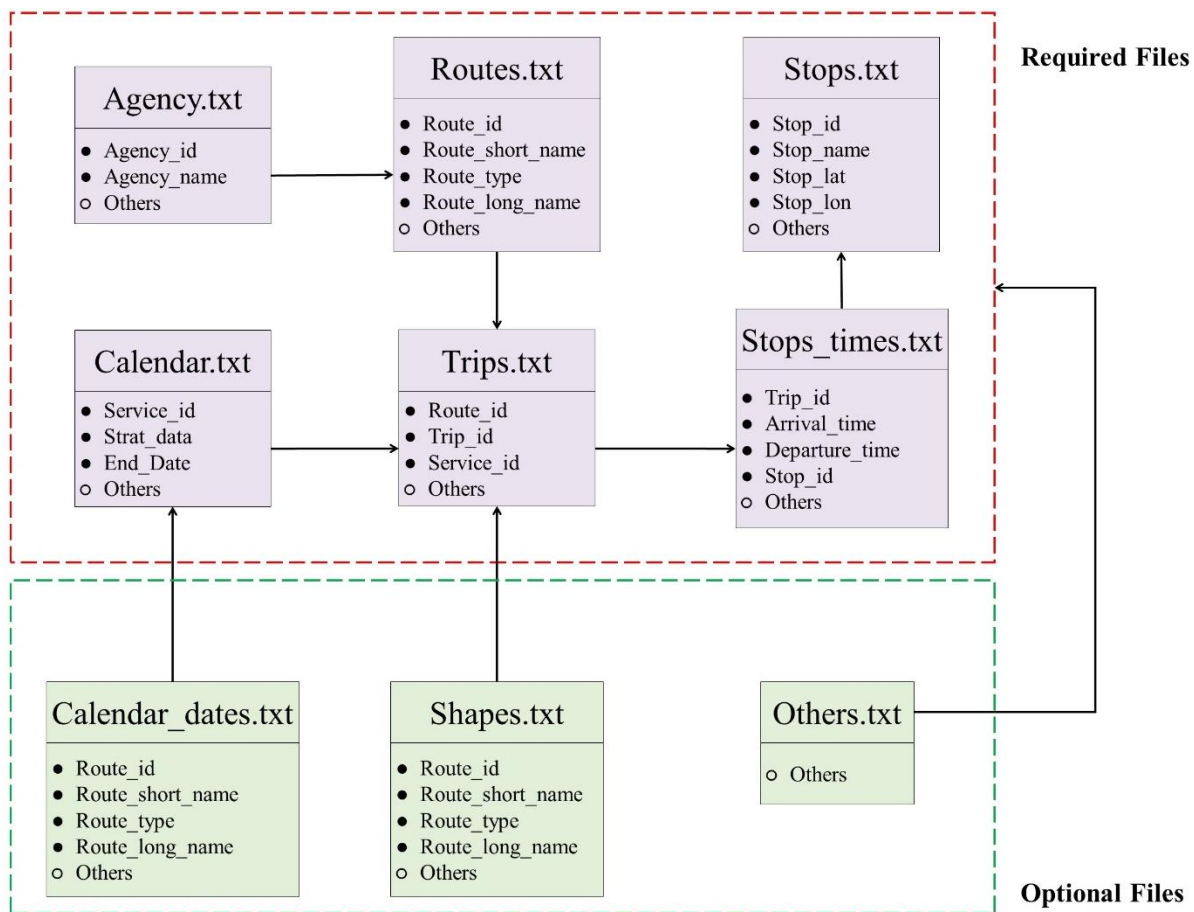 Required Files
Agency.txt
● Agency_id
● Agency_name
○ Others
Routes.txt
● Route_id
● Route_short_name
● Route_type
● Route_long_name
○ Others
Stops.txt
● Stop_id
● Stop_name
● Stop_lat
● Stop_lon
○ Others
Calendar.txt
● Service_id
● Strat_data
● End_Date
○ Others
Trips.txt
● Route_id
● Trip_id
● Service_id
○ Others
Stops_times.txt
● Trip_id
● Arrival_time
● Departure_time
● Stop_id
○ Others
Calendar_dates.txt
● Route_id
● Route_short_name
● Route_type
● Route_long_name
○ Others
Shapes.txt
● Route_id
● Route_short_name
● Route_type
● Route_long_name
○ Others
Others.txt
○ Others
Optional Files